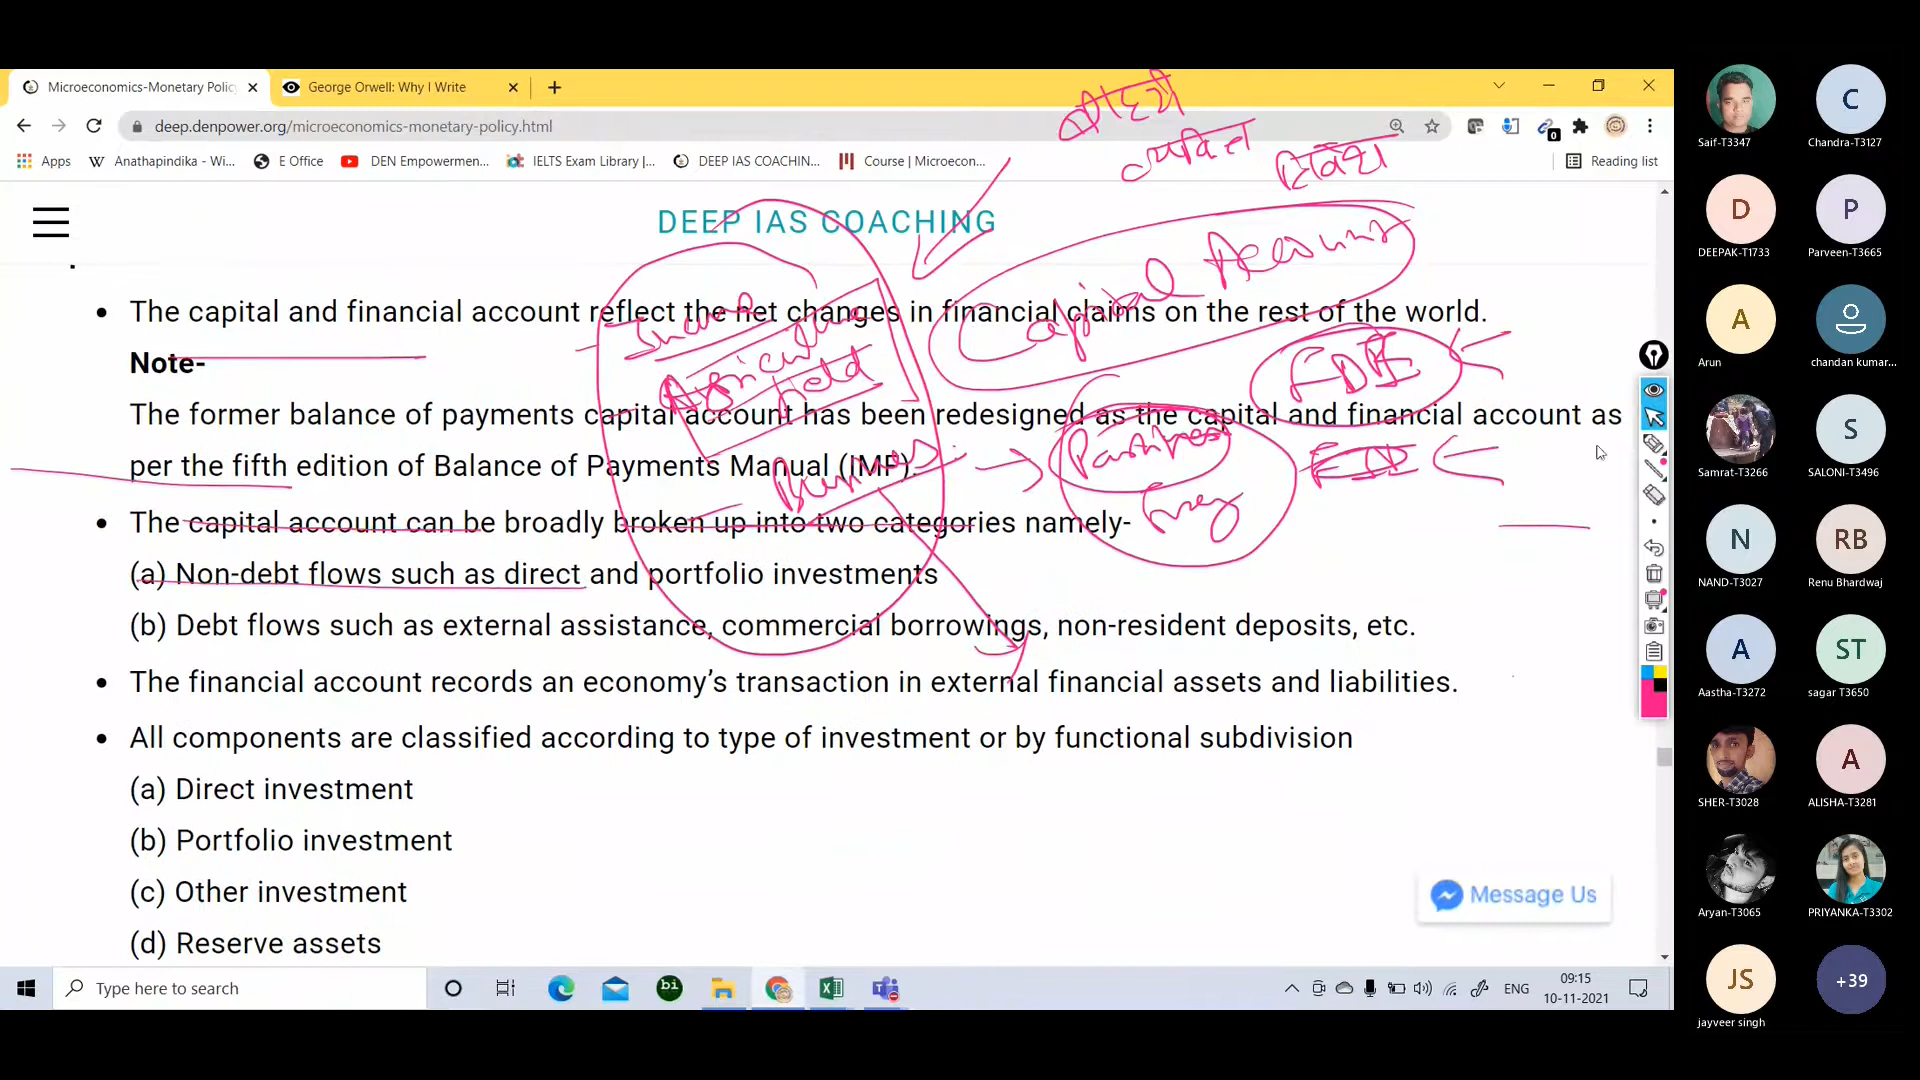 Microeconomics-Monetary Polic
George Orwell: Why I Write
deep.denpower.org/microeconomics-monetary-policy.html
Apps
Anathapindika - Wi...
E Office
DEN Empowermen...
IELTS Exam Library |...
DEEP IAS COACHIN...
Course | Microecon...
Reading list
DEEP IAS COACHING
Capital Account
The capital and financial account reflect the net changes in financial claims on the rest of the world.
Note-
Agriculture
field
FDI
The former balance of payments capital account has been redesigned as the capital and financial account as
per the fifth edition of Balance of Payments Manual (IMF).
Business
The capital account can be broadly broken up into two categories namely-
(a) Non-debt flows such as direct and portfolio investments
(b) Debt flows such as external assistance, commercial borrowings, non-resident deposits, etc.
The financial account records an economy’s transaction in external financial assets and liabilities.
All components are classified according to type of investment or by functional subdivision
(a) Direct investment
(b) Portfolio investment
(c) Other investment
(d) Reserve assets
Message Us
Type here to search
bi
ENG
09:15
10-11-2021
0
Saif-T3347
C
Chandra-T3127
D
DEEPAK-T1733
P
Parveen-T3665
A
Arun
chandan kumar...
Samrat-T3266
S
SALONI-T3496
N
NAND-T3027
RB
Renu Bhardwaj
A
Aastha-T3272
ST
sagar T3650
SHER-T3028
A
ALISHA-T3281
Aryan-T3065
PRIYANKA-T3302
JS
jayveer singh
+39